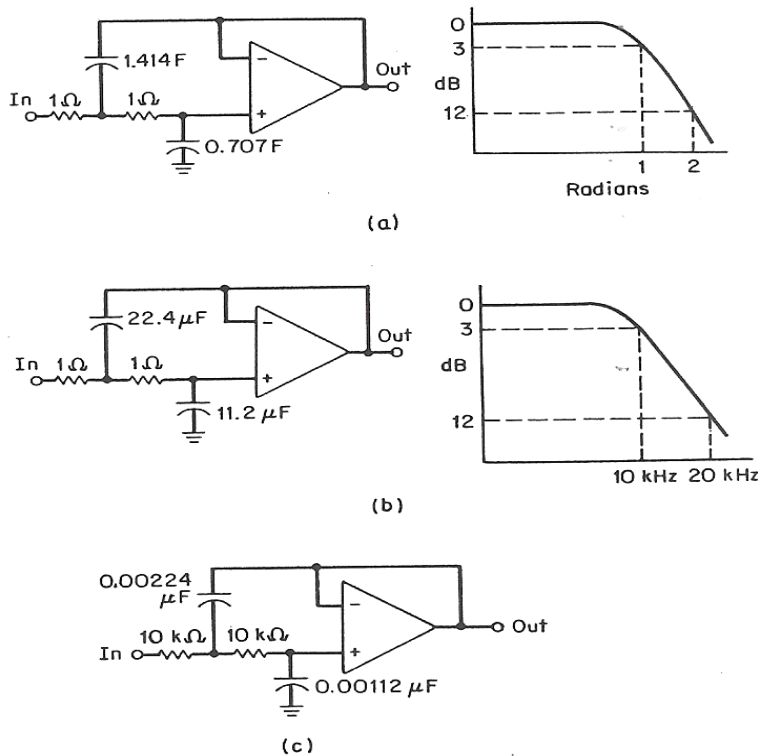 1.414F
Out
In 1Ω 1Ω
0.707F
0
3
dB
12
1 2
Radians
(a)
22.4 μF
Out
In 1Ω 1Ω
11.2 μF
0
3
dB
12
10 kHz 20 kHz
(b)
0.00224
μF
10 kΩ 10 kΩ
In
Out
0.00112 μF
(c)
− +
− +
− +